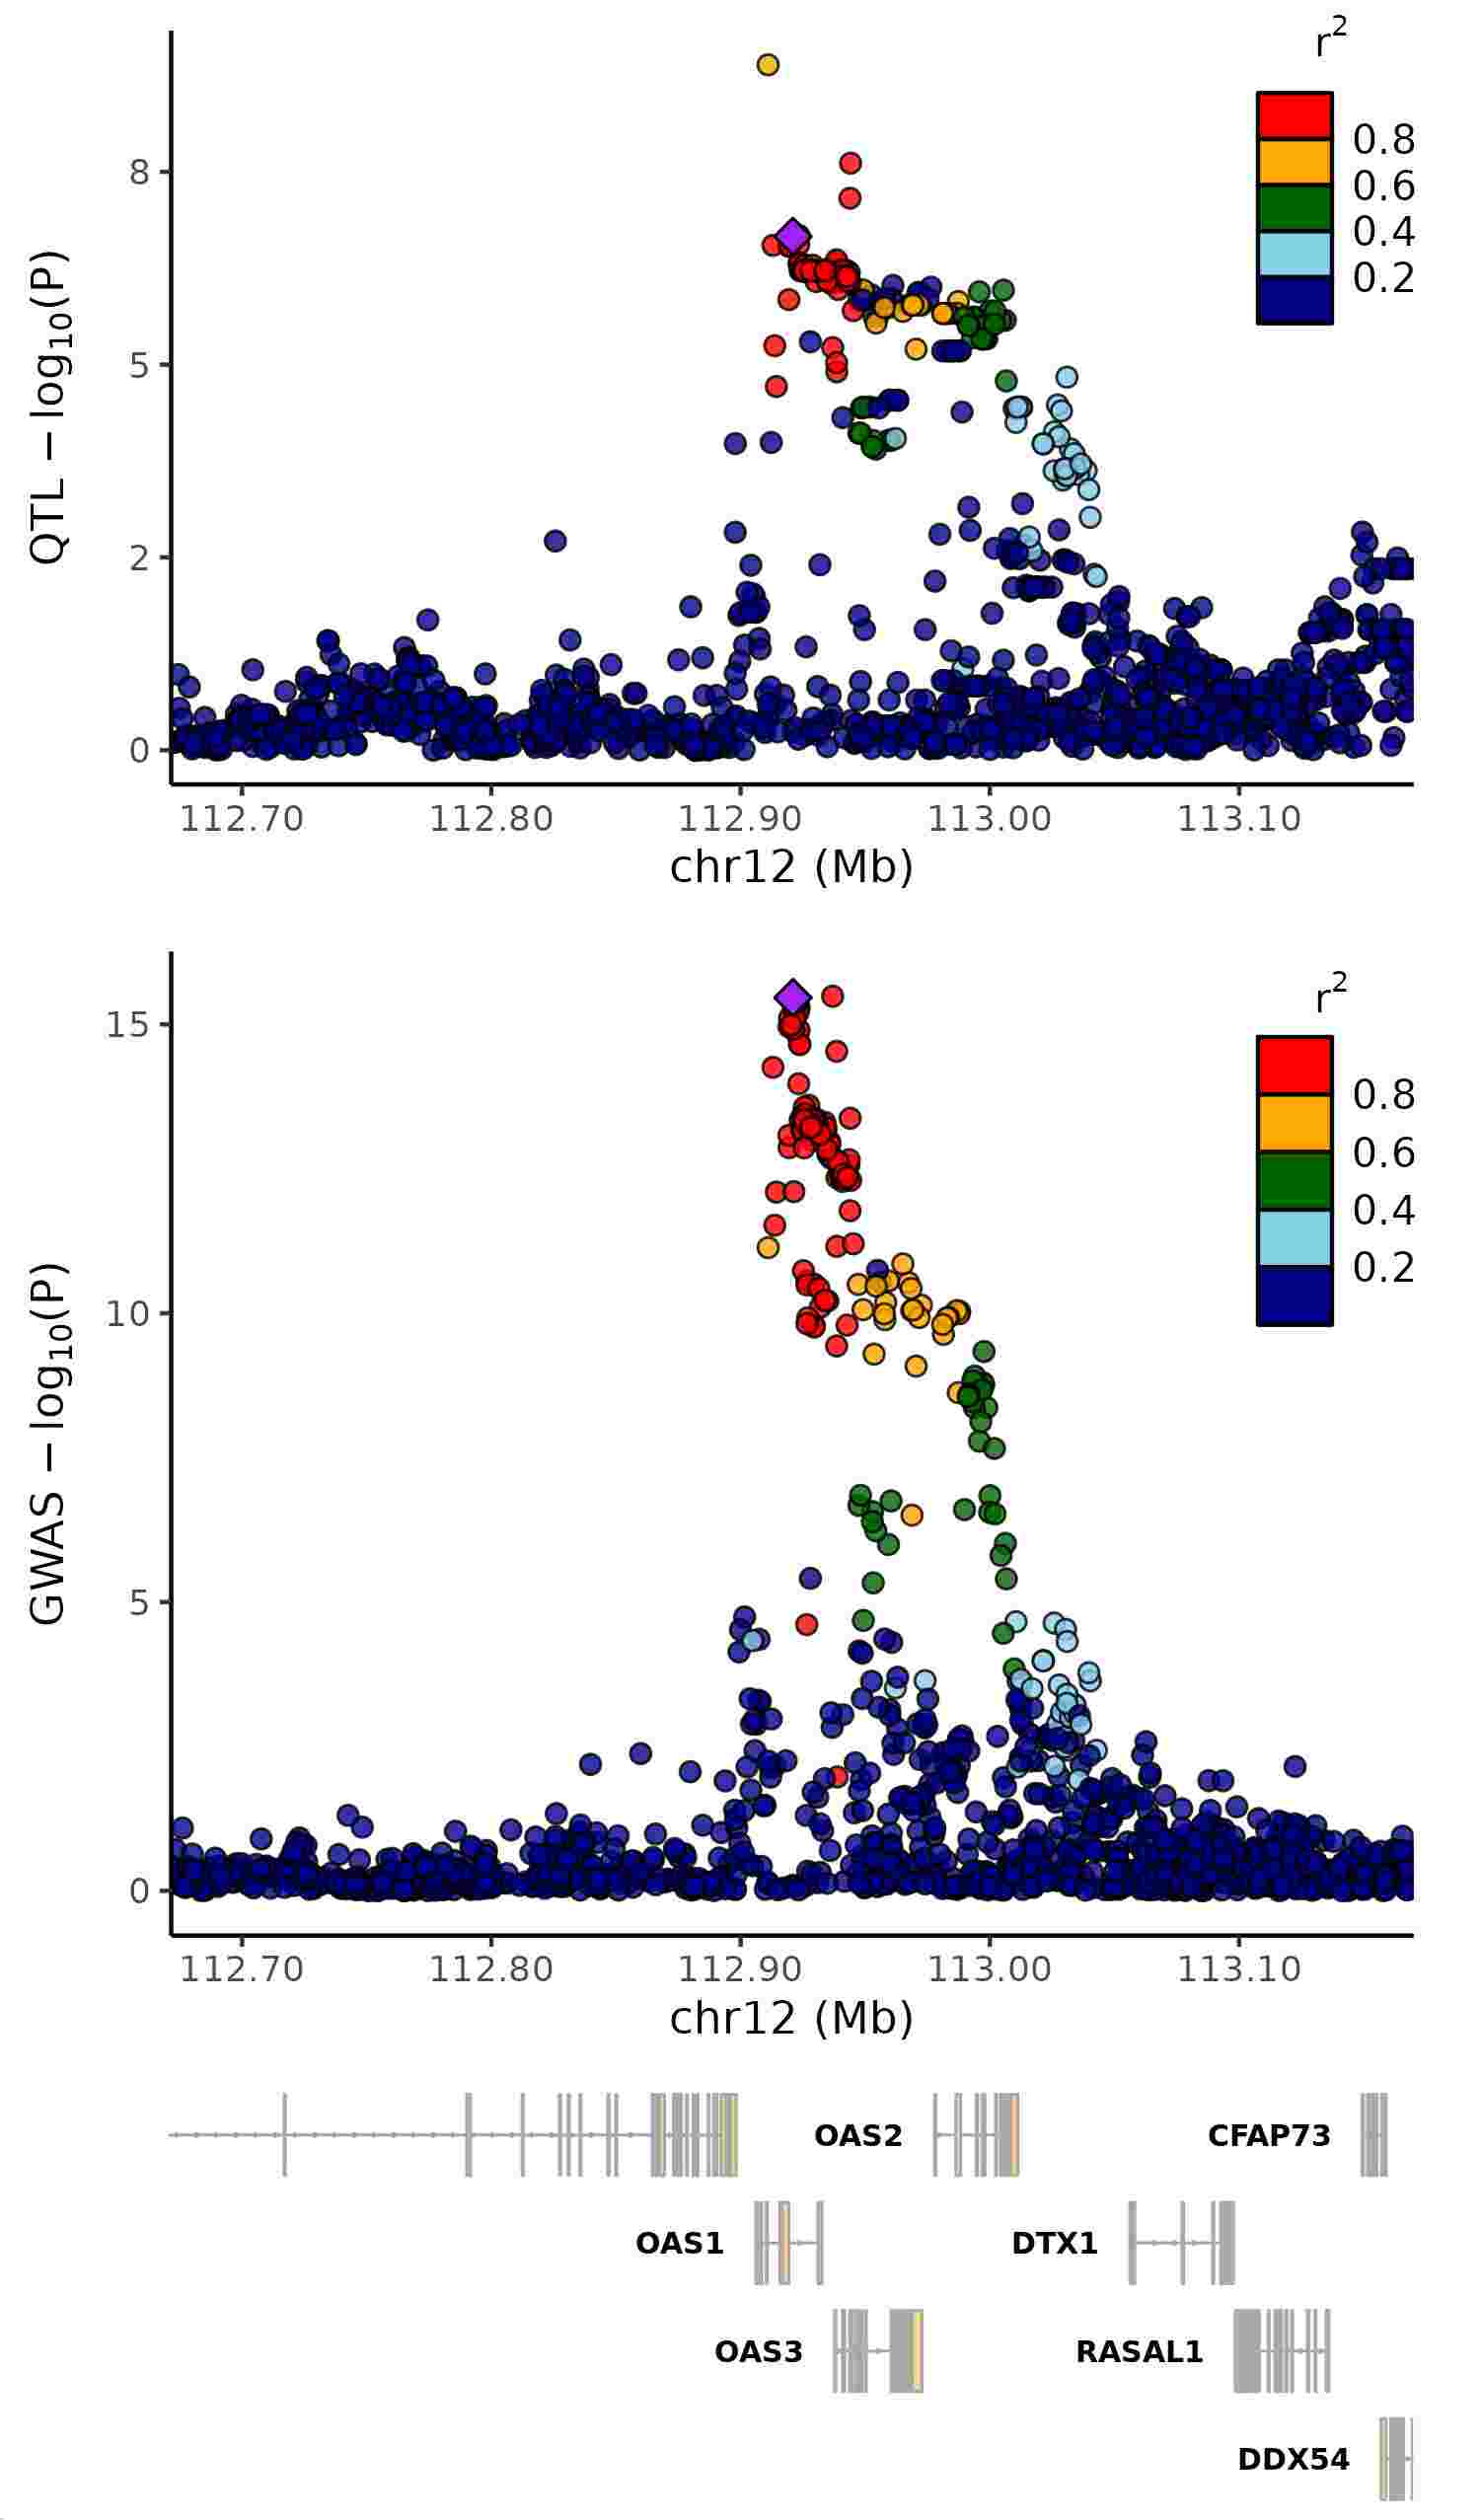 r²
0.8
0.6
0.4
0.2
QTL − log₁₀(P)
8
5
2
0
112.70 112.80 112.90 113.00 113.10
chr12 (Mb)
r²
0.8
0.6
0.4
0.2
GWAS − log₁₀(P)
15
10
5
0
112.70 112.80 112.90 113.00 113.10
chr12 (Mb)
OAS2 CFAP73
OAS1 DTX1
OAS3 RASAL1
DDX54